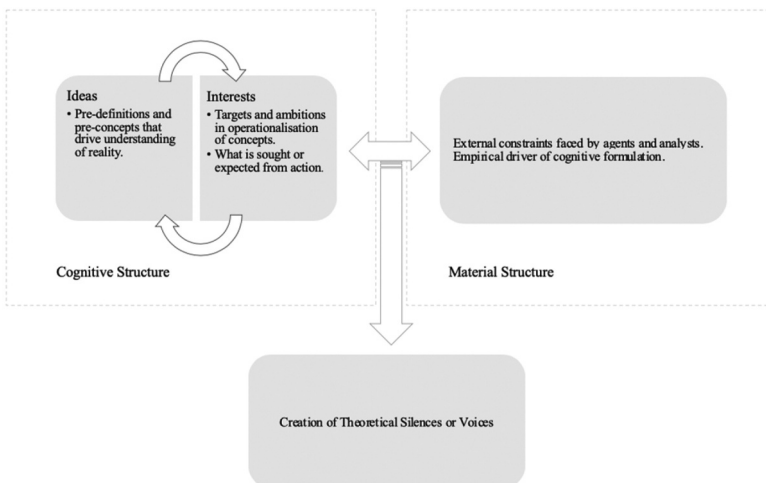 Ideas
• Pre-definitions and
pre-concepts that
drive understanding
of reality.
Interests
• Targets and ambitions
in operationalisation
of concepts.
• What is sought or
expected from action.
Cognitive Structure
External constraints faced by agents and analysts.
Empirical driver of cognitive formulation.
Material Structure
Creation of Theoretical Silences or Voices